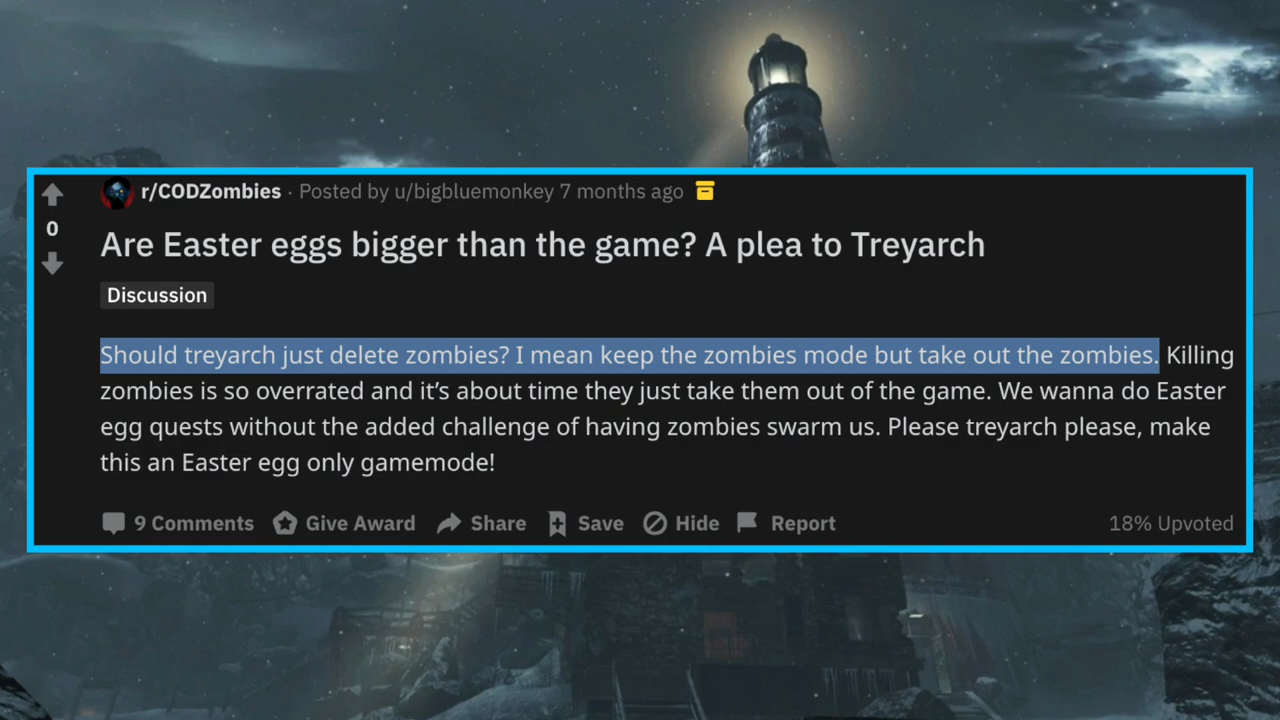 r/CODZombies · Posted by u/bigbluemonkey 7 months ago
0
Are Easter eggs bigger than the game? A plea to Treyarch
Discussion
Should treyarch just delete zombies? I mean keep the zombies mode but take out the zombies. Killing
zombies is so overrated and it’s about time they just take them out of the game. We wanna do Easter
egg quests without the added challenge of having zombies swarm us. Please treyarch please, make
this an Easter egg only gamemode!
9 Comments Give Award Share Save Hide Report 18% Upvoted